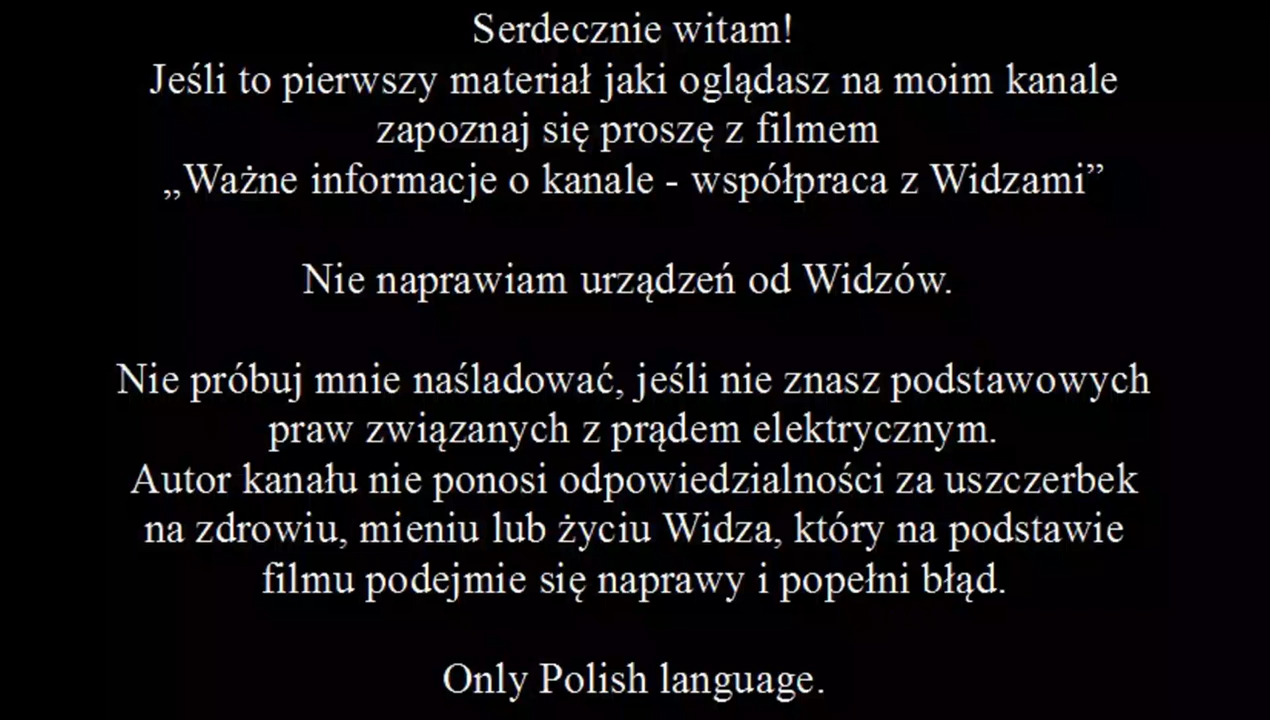 Serdecznie witam!
Jeśli to pierwszy materiał jaki oglądasz na moim kanale
zapoznaj się proszę z filmem
„Ważne informacje o kanale - współpraca z Widzami”
Nie naprawiam urządzeń od Widzów.
Nie próbuj mnie naśladować, jeśli nie znasz podstawowych
praw związanych z prądem elektrycznym.
Autor kanału nie ponosi odpowiedzialności za uszczerbek
na zdrowiu, mieniu lub życiu Widza, który na podstawie
filmu podejmie się naprawy i popełni błąd.
Only Polish language.